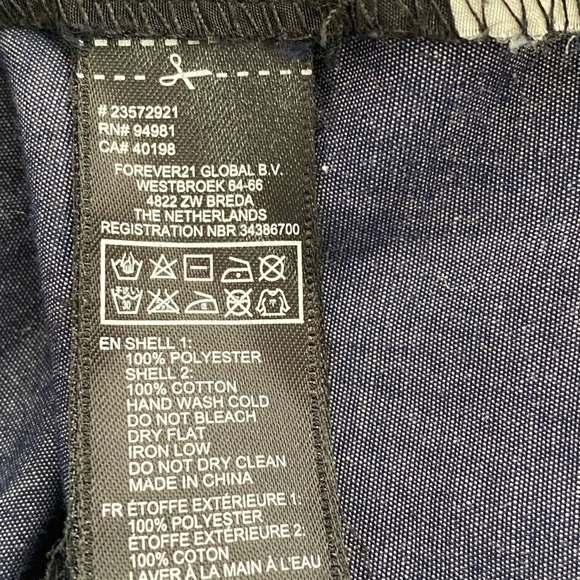 # 23572921
RN# 94981
CA# 40198
FOREVER21 GLOBAL B.V.
WESTBROEK 64-66
4822 ZW BREDA
THE NETHERLANDS
REGISTRATION NBR 34386700
EN SHELL 1:
100% POLYESTER
SHELL 2:
100% COTTON
HAND WASH COLD
DO NOT BLEACH
DRY FLAT
IRON LOW
DO NOT DRY CLEAN
MADE IN CHINA
FR ÉTOFFE EXTÉRIEURE 1:
100% POLYESTER
ÉTOFFE EXTÉRIEURE 2:
100% COTON
LAVER À LA MAIN À L'EAU